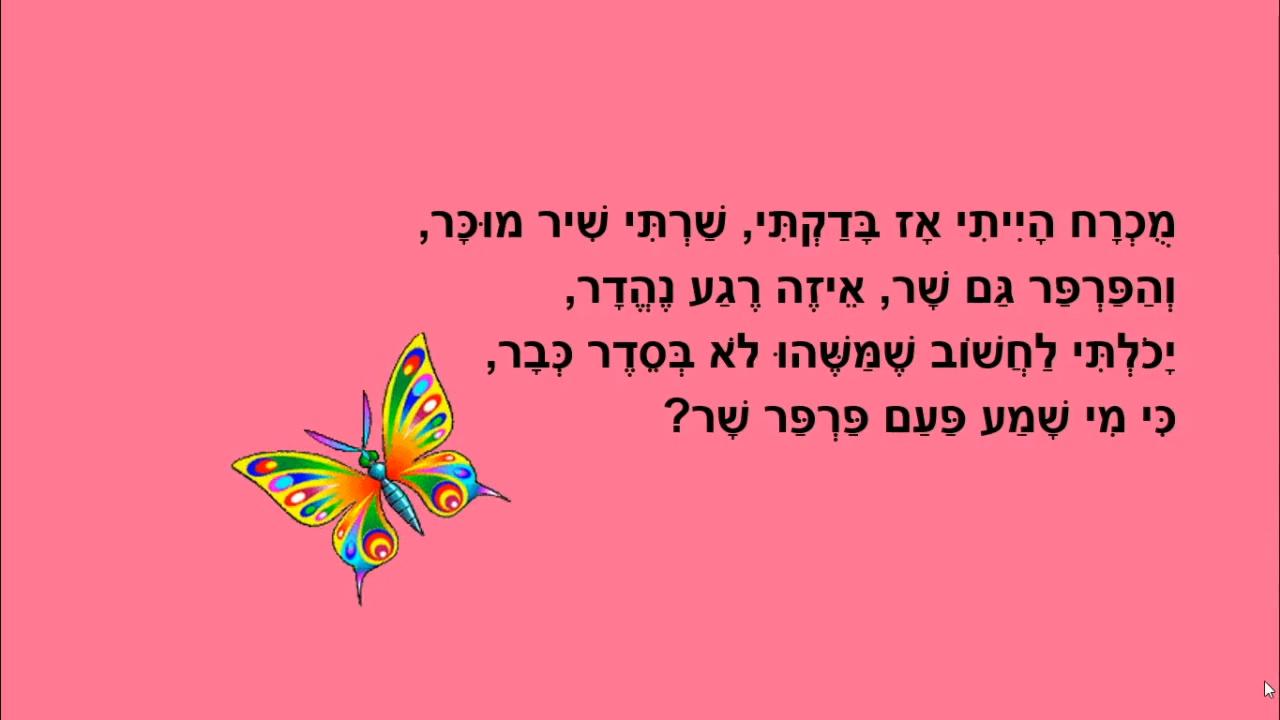 מֻכְרָח הָיִיתִי אָז בָּדַקְתִּי, שַׁרְתִּי שִׁיר מוּכָּר,
וְהַפַּרְפַּר גַּם שָׁר, אֵיזֶה רֶגַע נֶהֱדָר,
יָכֹלְתִּי לַחֲשׁוֹב שֶׁמַּשֶּׁהוּ לֹא בְּסֵדֶר כְּבָר,
כִּי מִי שָׁמַע פַּעַם פַּרְפַּר שָׁר?